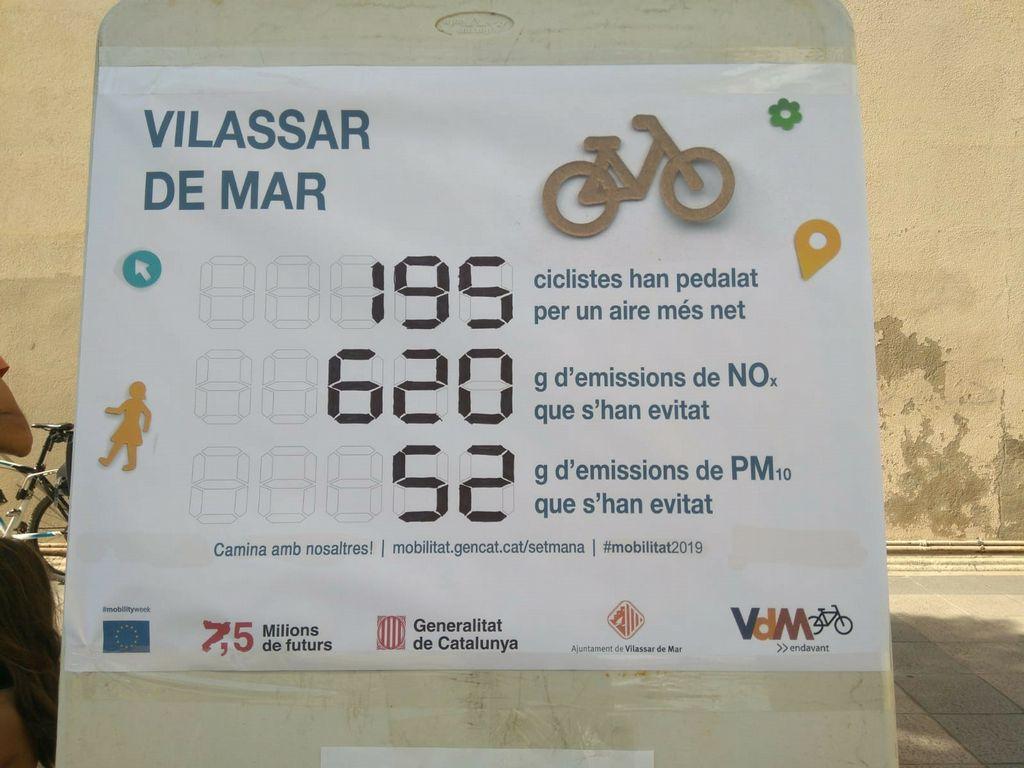 VILASSAR
DE MAR
195 ciclistes han pedalat
per un aire més net
620 g d'emissions de NOx
que s'han evitat
52 g d'emissions de PM10
que s'han evitat
Camina amb nosaltres! | mobilitat.gencat.cat/setmana | #mobilitat2019
#mobilityweek
7,5 Milions
de futurs
Generalitat
de Catalunya
Ajuntament de Vilassar de Mar
VdM
>> endavant